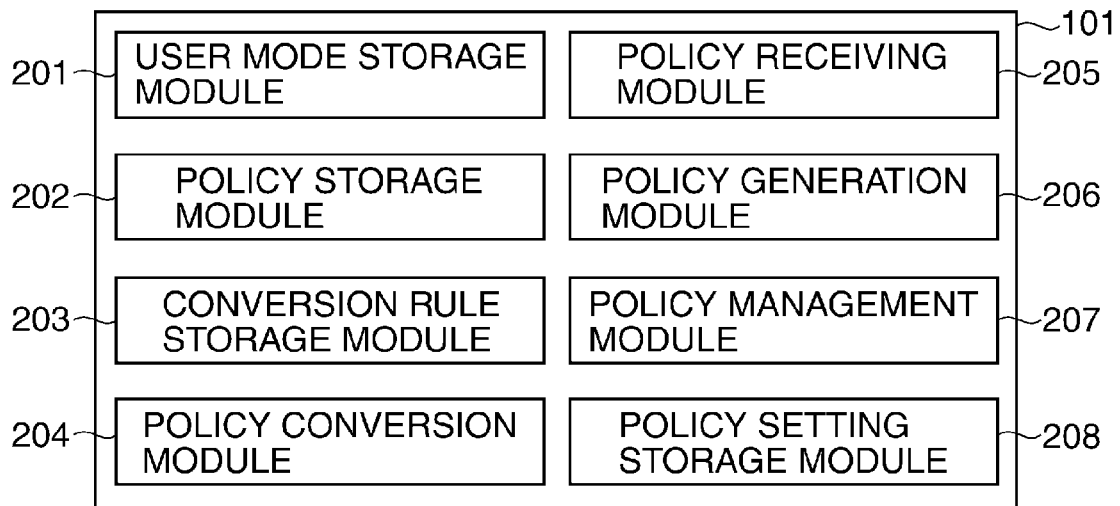 101
201
USER MODE STORAGE
MODULE
POLICY RECEIVING
MODULE
205
202
POLICY STORAGE
MODULE
POLICY GENERATION
MODULE
206
203
CONVERSION RULE
STORAGE MODULE
POLICY MANAGEMENT
MODULE
207
204
POLICY CONVERSION
MODULE
POLICY SETTING
STORAGE MODULE
208